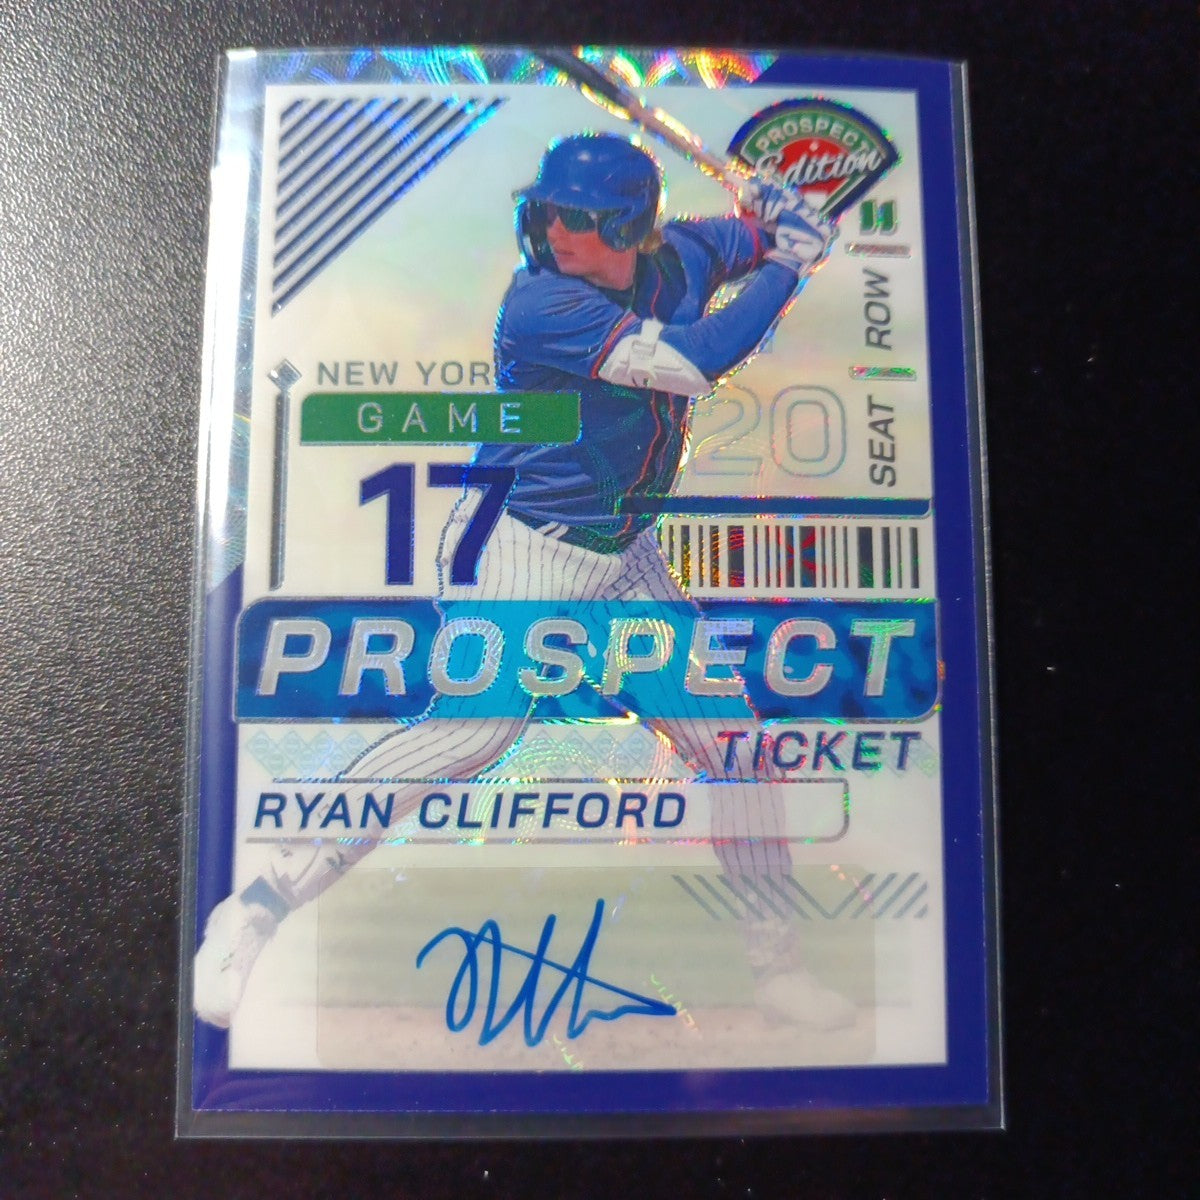 PROSPECT
Edition
ROW
SEAT
NEW YORK
GAME
20
17
PROSPECT
TICKET
RYAN CLIFFORD